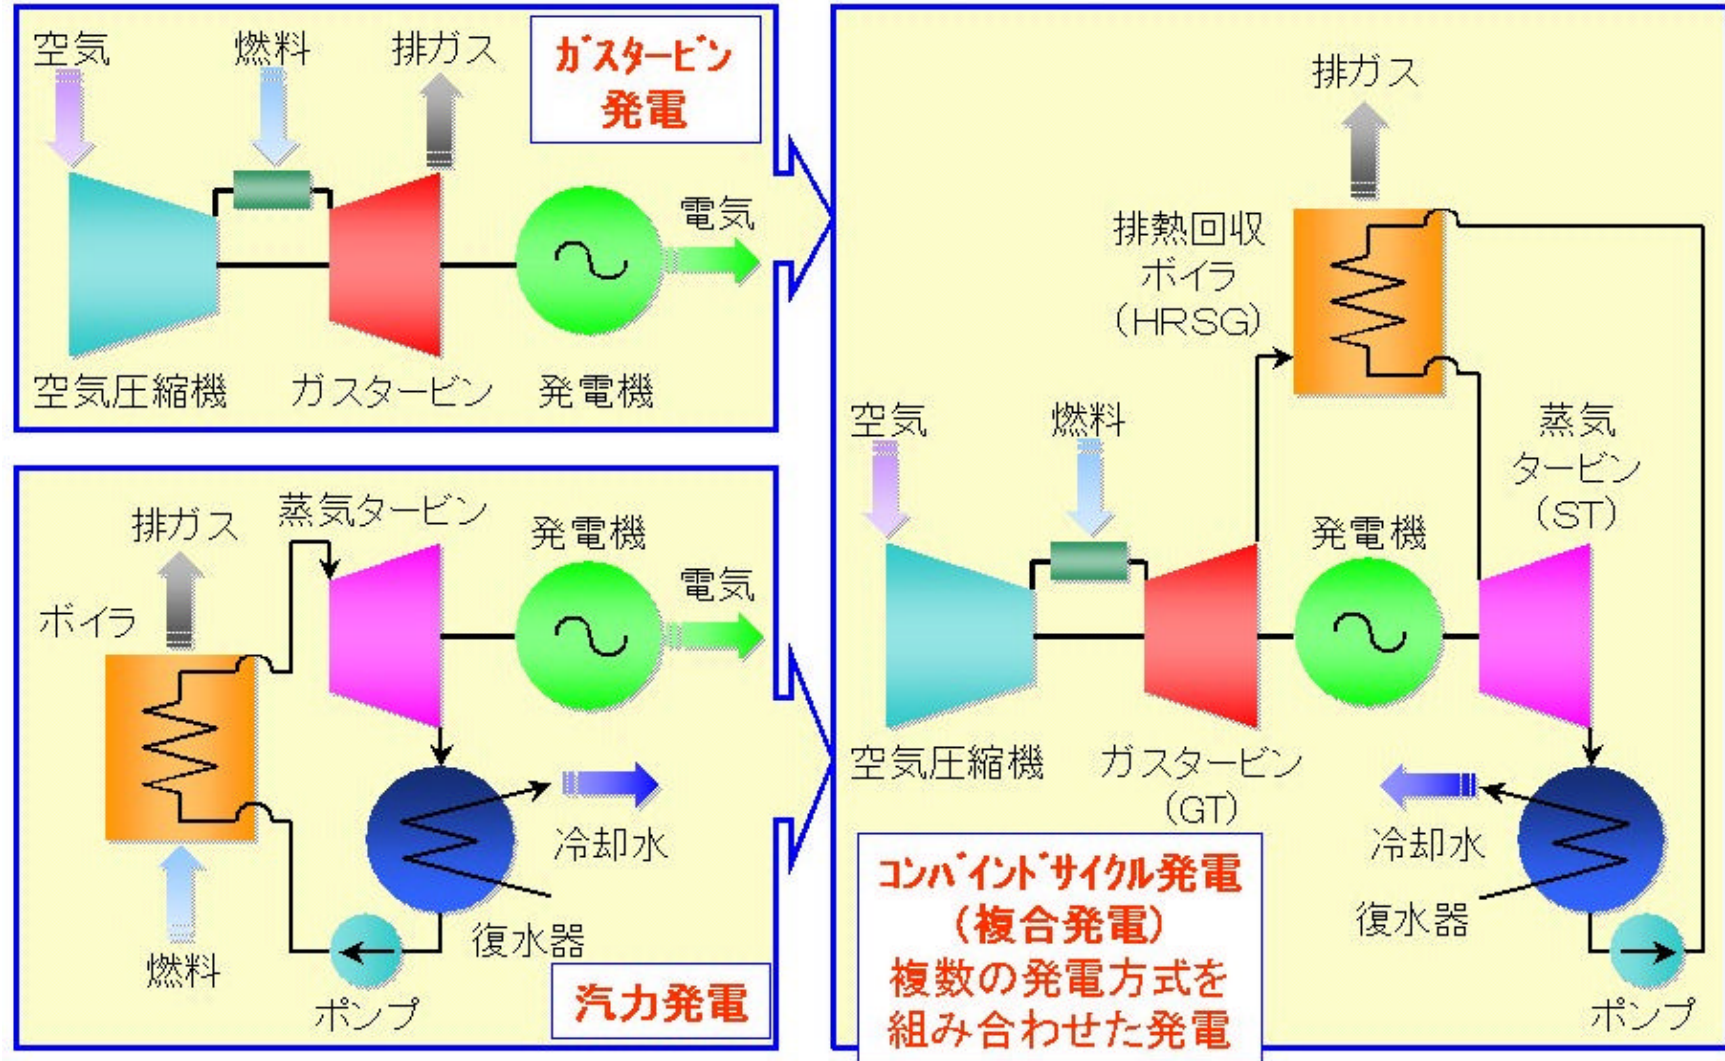 空気
燃料
排ガス
ｶﾞｽﾀｰﾋﾞﾝ
発電
電気
空気圧縮機
ガスタービン
発電機
蒸気タービン
排ガス
発電機
電気
ボイラ
冷却水
復水器
燃料
ポンプ
汽力発電
排ガス
排熱回収
ボイラ
(HRSG)
空気
燃料
蒸気
タービン
(ST)
発電機
空気圧縮機
ガスタービン
(GT)
冷却水
復水器
ポンプ
ｺﾝﾊﾞｲﾝﾄﾞｻｲｸﾙ発電
(複合発電)
複数の発電方式を
組み合わせた発電